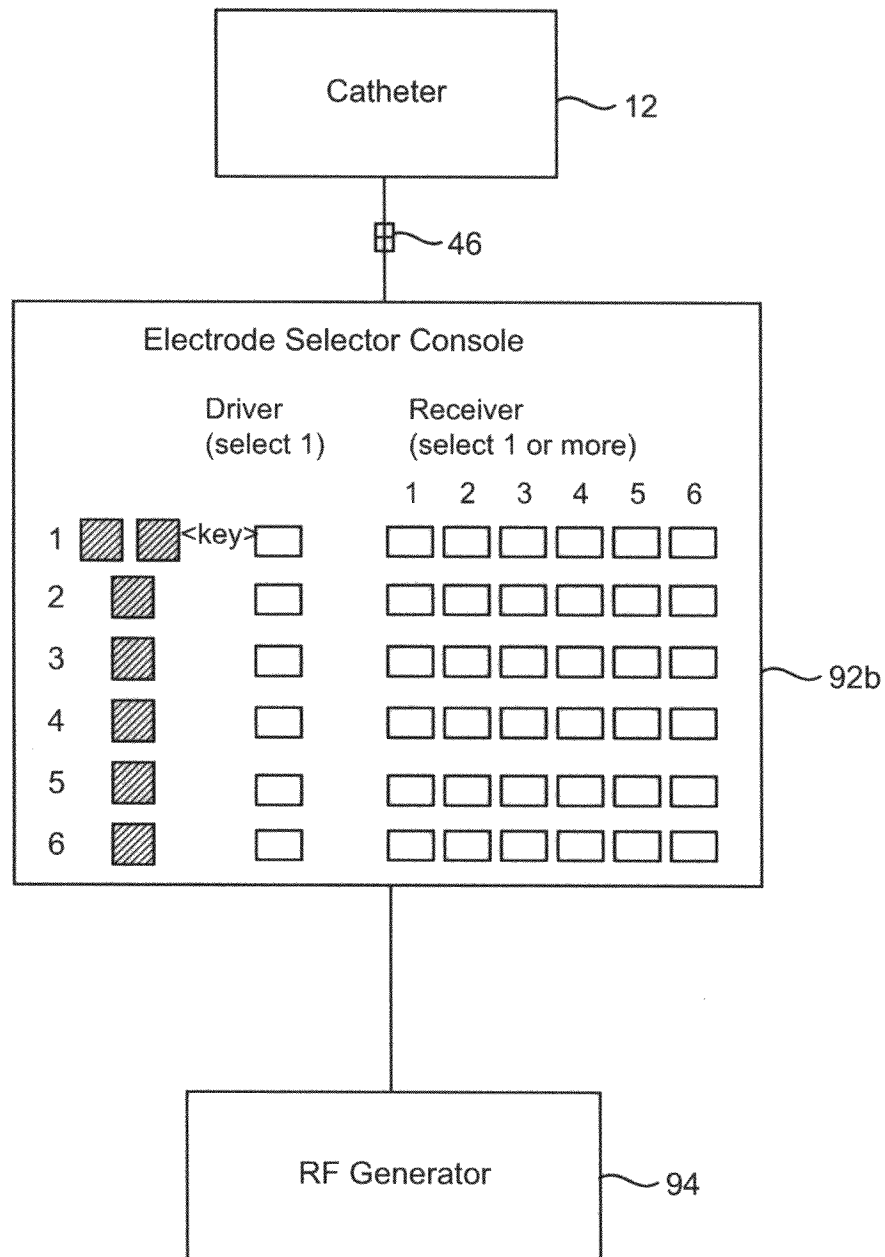 Catheter
12
46
Electrode Selector Console
Driver
(select 1)
Receiver
(select 1 or more)
1 2 3 4 5 6
1 <key>
2
3
92b
4
5
6
RF Generator
94